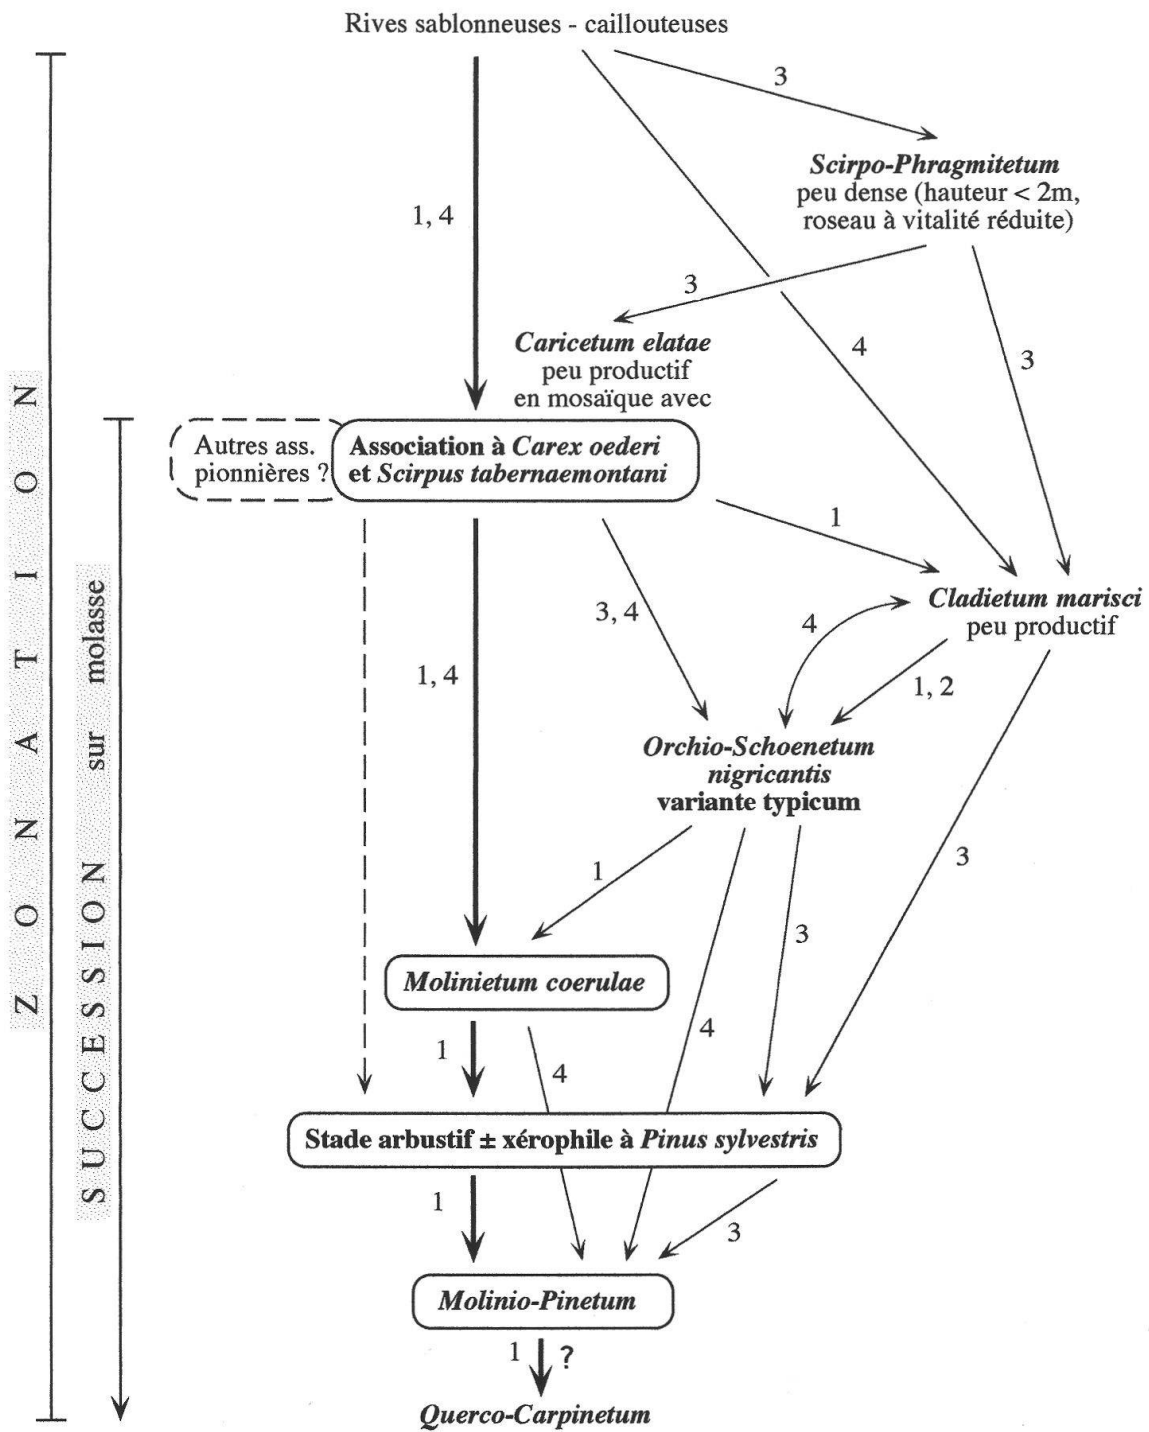 Rives sablonneuses - caillouteuses
3
Scirpo-Phragmitetum
peu dense (hauteur < 2m,
roseau à vitalité réduite)
1, 4
3
Caricetum elatae
peu productif
en mosaïque avec
4
3
Autres ass.
pionnières ?
Association à Carex oederi
et Scirpus tabernaemontani
1
Cladietum marisci
peu productif
3, 4
4
1, 4
1, 2
Orchio-Schoenetum
nigricantis
variante typicum
1
3
3
Molinietum coerulae
1
4
4
Stade arbustif ± xérophile à Pinus sylvestris
1
3
Molinio-Pinetum
1
?
Querco-Carpinetum
ZONATION
SUCCESSION sur molasse